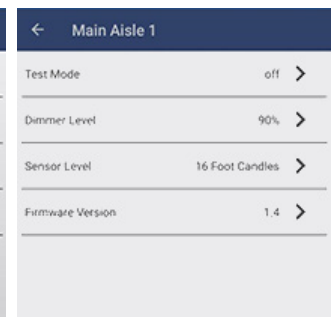 Main Aisle 1
Test Mode off
Dimmer Level 90%
Sensor Level 16 Foot Candles
Firmware Version 1.4